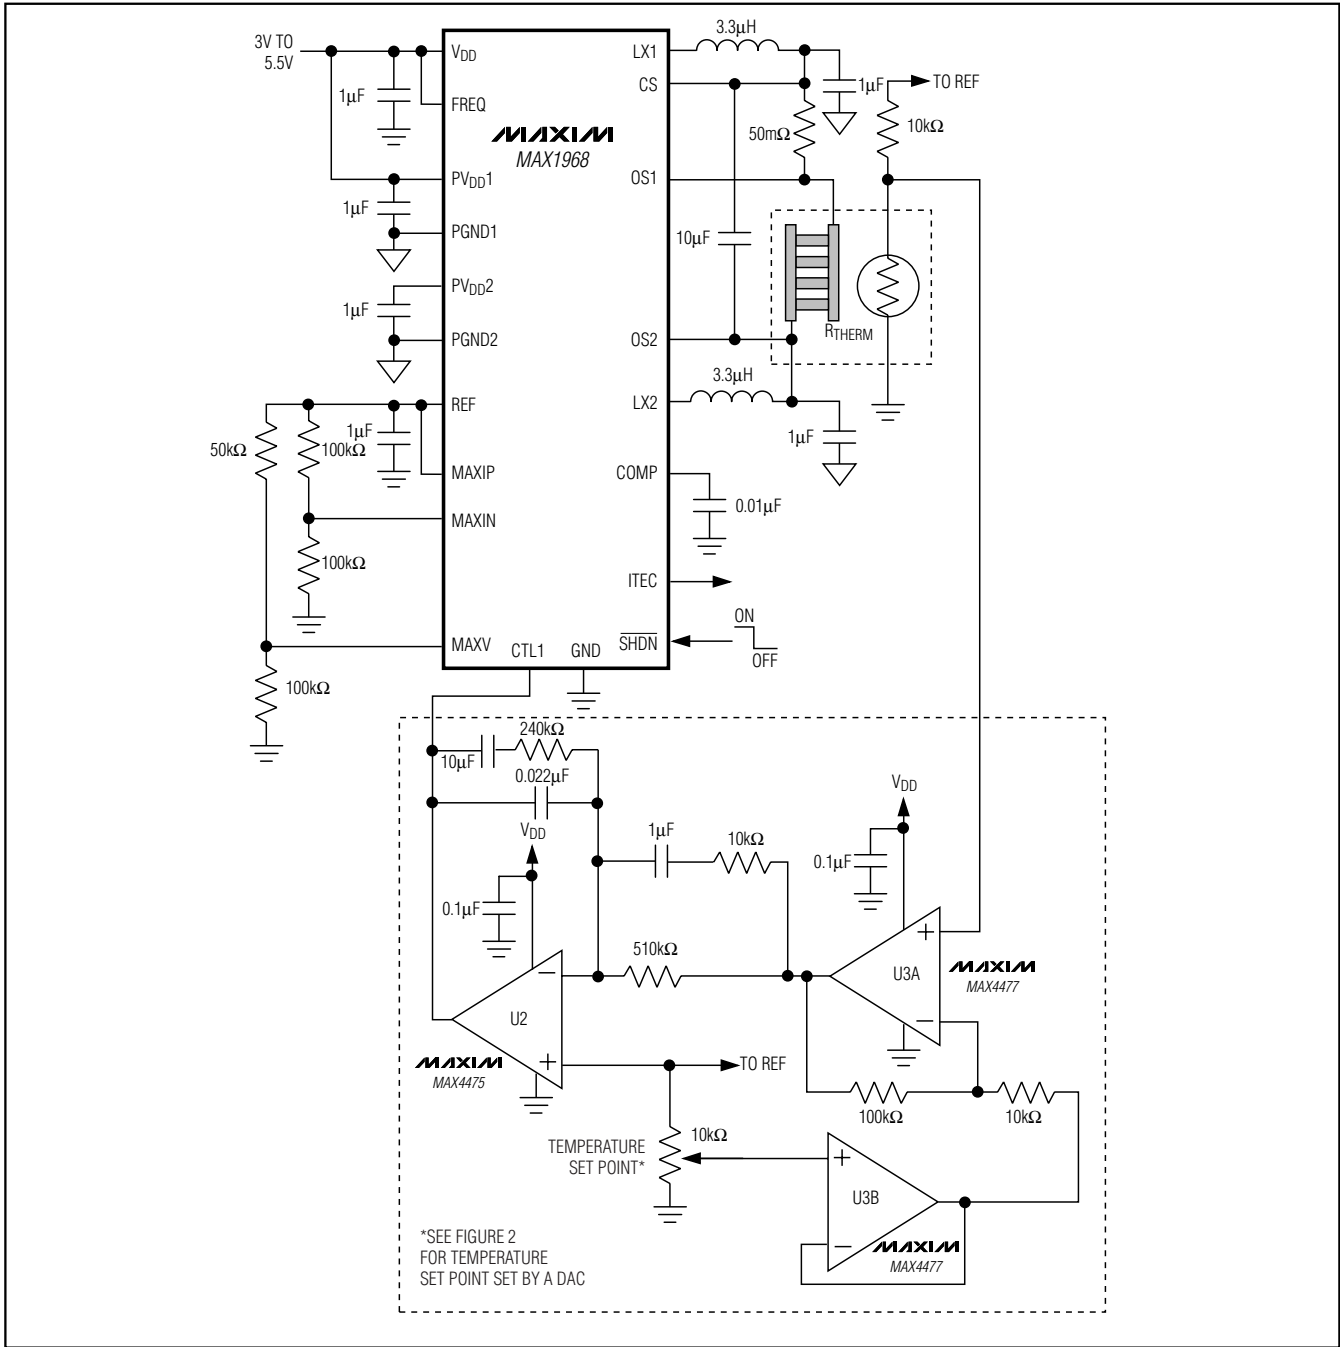 3V TO
5.5V
1µF
VDD
FREQ
1µF
PVDD1
PGND1
1µF
PVDD2
PGND2
REF
50kΩ
100kΩ
1µF
MAXIP
MAXIN
100kΩ
MAXV
100kΩ
MAXIM
MAX1968
CTL1
GND
LX1
CS
OS1
OS2
LX2
COMP
ITEC
SHDN
3.3µH
1µF
TO REF
50mΩ
10kΩ
10µF
RTHERM
3.3µH
1µF
0.01µF
ON
OFF
240kΩ
10µF
0.022µF
VDD
0.1µF
1µF
10kΩ
VDD
0.1µF
510kΩ
U3A
MAXIM
MAX4477
U2
MAXIM
MAX4475
TO REF
100kΩ
10kΩ
10kΩ
TEMPERATURE
SET POINT*
U3B
MAXIM
MAX4477
*SEE FIGURE 2
FOR TEMPERATURE
SET POINT SET BY A DAC